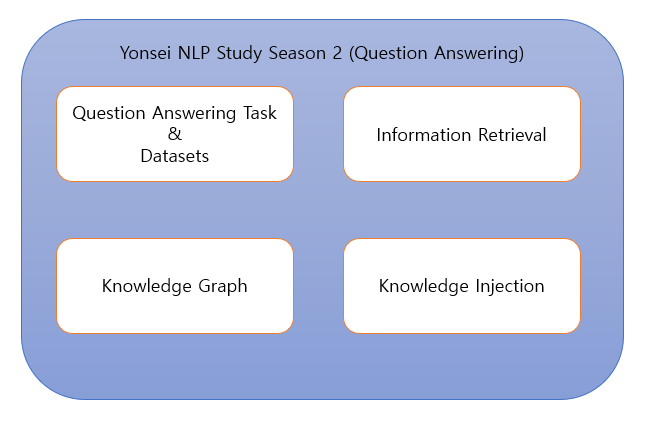 Yonsei NLP Study Season 2 (Question Answering)
Question Answering Task
&
Datasets
Information Retrieval
Knowledge Graph
Knowledge Injection